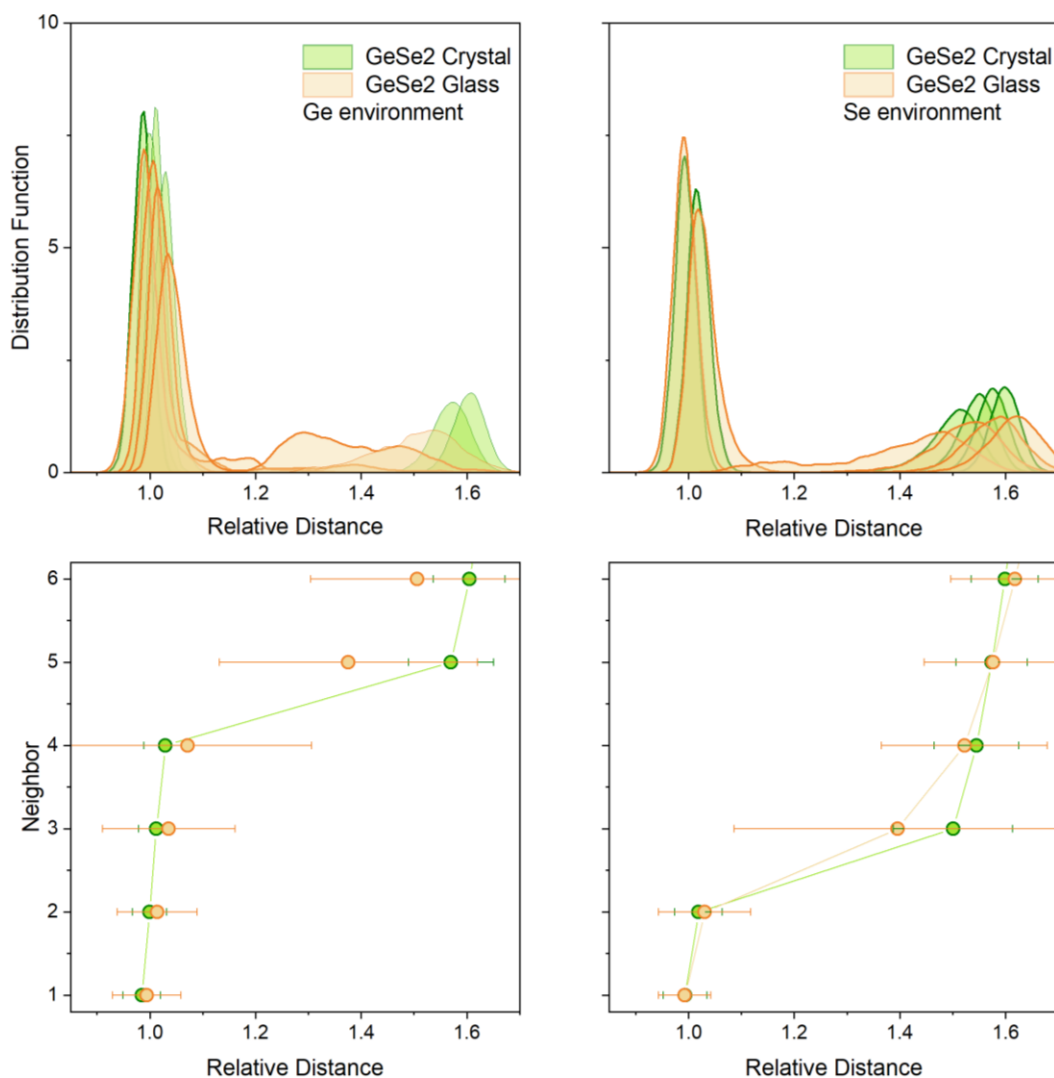 10
5
0
Distribution Function
GeSe2 Crystal
GeSe2 Glass
Ge environment
1.0 1.2 1.4 1.6
Relative Distance
GeSe2 Crystal
GeSe2 Glass
Se environment
1.0 1.2 1.4 1.6
Relative Distance
6
5
4
3
2
1
Neighbor
1.0 1.2 1.4 1.6
Relative Distance
1.0 1.2 1.4 1.6
Relative Distance